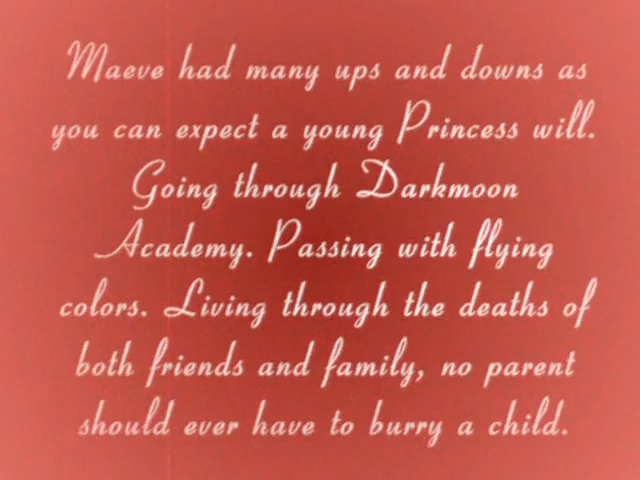 Maeve had many ups and downs as
you can expect a young Princess will.
Going through Darkmoon
Academy. Passing with flying
colors. Living through the deaths of
both friends and family, no parent
should ever have to burry a child.